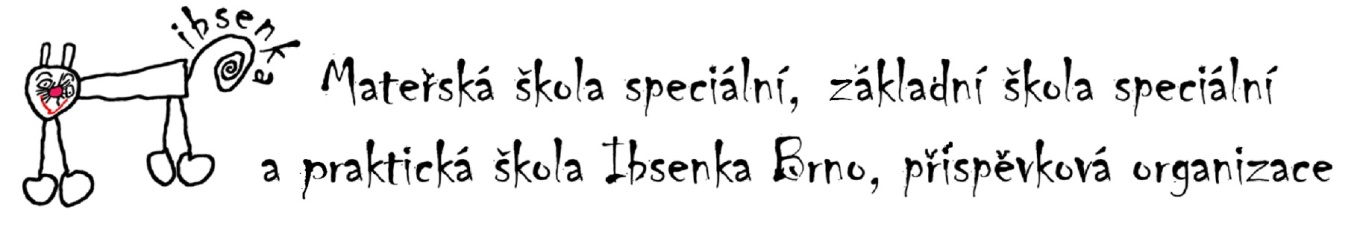 ibsenka
Mateřská škola speciální, základní škola speciální
a praktická škola Ibsenka Brno, příspěvková organizace